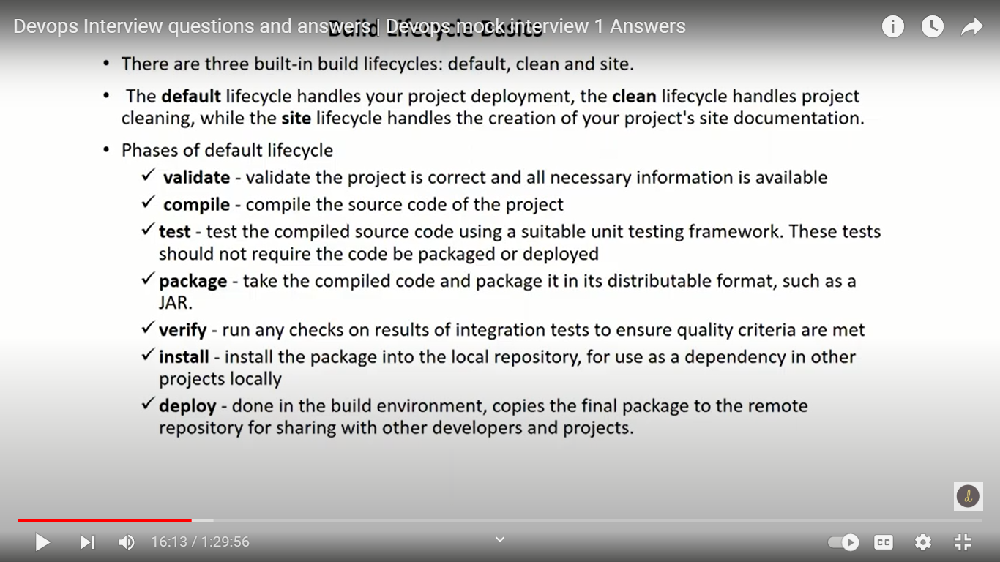 Devops Interview questions and answers | Devops mock interview 1 Answers
Build Lifecycle Basics
• There are three built-in build lifecycles: default, clean and site.
• The default lifecycle handles your project deployment, the clean lifecycle handles project
cleaning, while the site lifecycle handles the creation of your project's site documentation.
• Phases of default lifecycle
✓ validate - validate the project is correct and all necessary information is available
✓ compile - compile the source code of the project
✓ test - test the compiled source code using a suitable unit testing framework. These tests
should not require the code be packaged or deployed
✓ package - take the compiled code and package it in its distributable format, such as a
JAR.
✓ verify - run any checks on results of integration tests to ensure quality criteria are met
✓ install - install the package into the local repository, for use as a dependency in other
projects locally
✓ deploy - done in the build environment, copies the final package to the remote
repository for sharing with other developers and projects.
d
16:13 / 1:29:56
CC